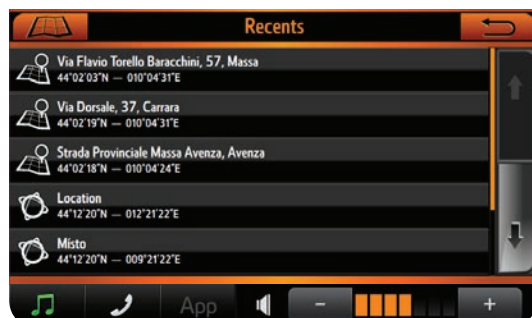 Recents
Via Flavio Torello Baracchini, 57, Massa
44°02'03"N — 010°04'31"E
Via Dorsale, 37, Carrara
44°02'19"N — 010°04'31"E
Strada Provinciale Massa Avenza, Avenza
44°02'18"N — 010°04'24"E
Location
44°12'20"N — 012°21'22"E
Misto
44°12'20"N — 009°21'22"E
App
-
+